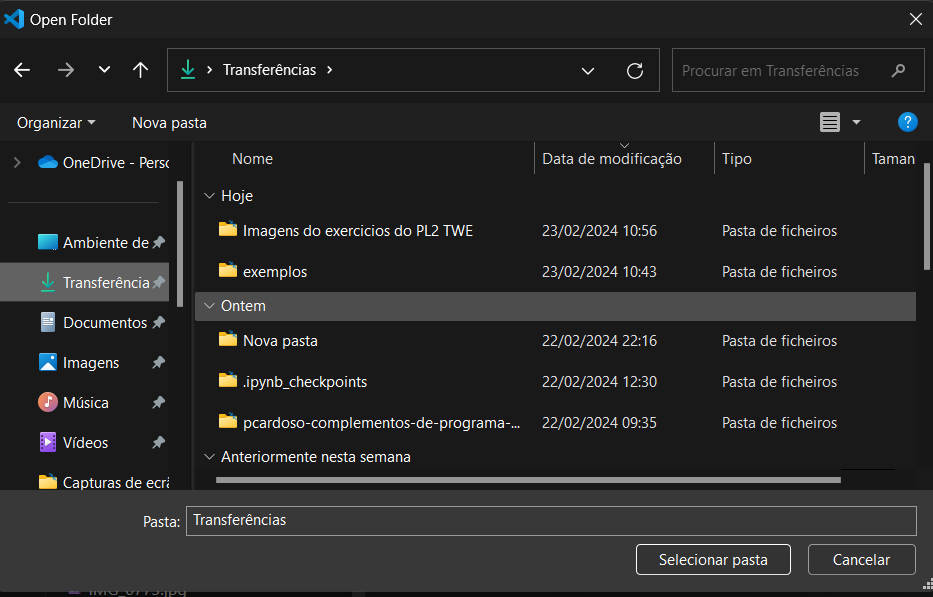 Open Folder
Transferências
Procurar em Transferências
Organizar
Nova pasta
?
OneDrive - Perso
Nome
Data de modificação
Tipo
Taman
Hoje
Ambiente de
Imagens do exercicios do PL2 TWE 23/02/2024 10:56 Pasta de ficheiros
Transferência
exemplos 23/02/2024 10:43 Pasta de ficheiros
Ontem
Documentos
Nova pasta 22/02/2024 22:16 Pasta de ficheiros
Imagens
.ipynb_checkpoints 22/02/2024 12:30 Pasta de ficheiros
Música
pcardoso-complementos-de-programa-... 22/02/2024 09:35 Pasta de ficheiros
Vídeos
Anteriormente nesta semana
Capturas de ecrã
Pasta: Transferências
Selecionar pasta
Cancelar